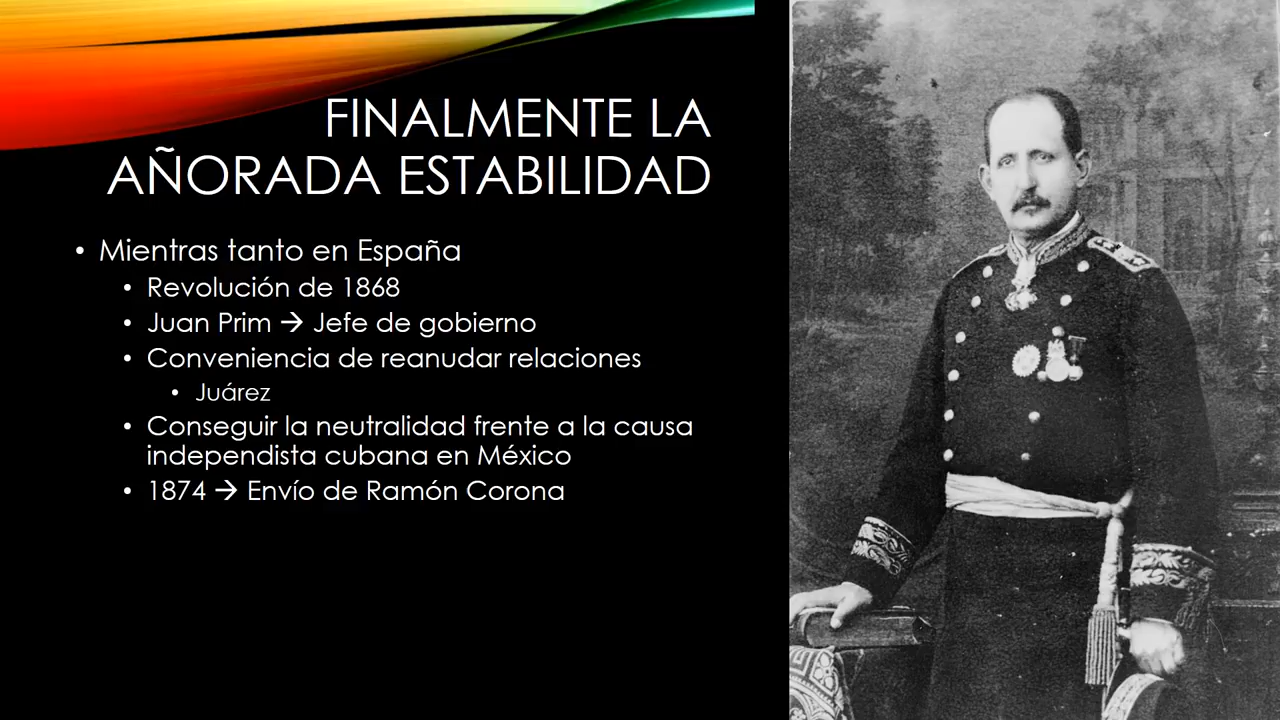 FINALMENTE LA
AÑORADA ESTABILIDAD
• Mientras tanto en España
• Revolución de 1868
• Juan Prim → Jefe de gobierno
• Conveniencia de reanudar relaciones
• Juárez
• Conseguir la neutralidad frente a la causa
independista cubana en México
• 1874 → Envío de Ramón Corona